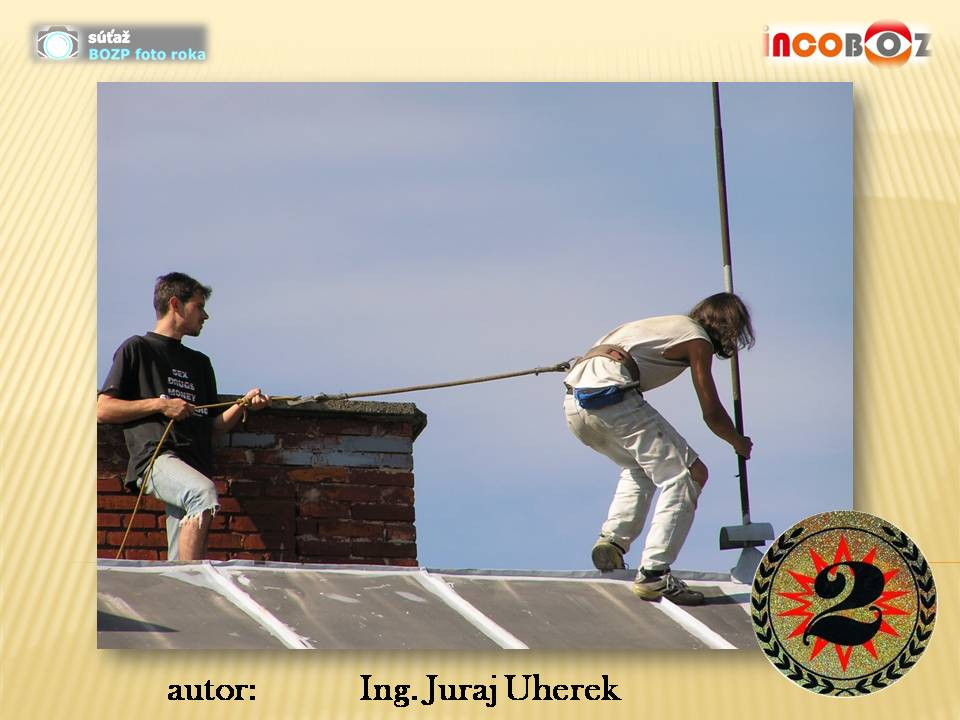 súťaž
BOZP foto roka
incoBOZ
SEX
DRUGS
MONEY
2
autor: Ing. Juraj Uherek